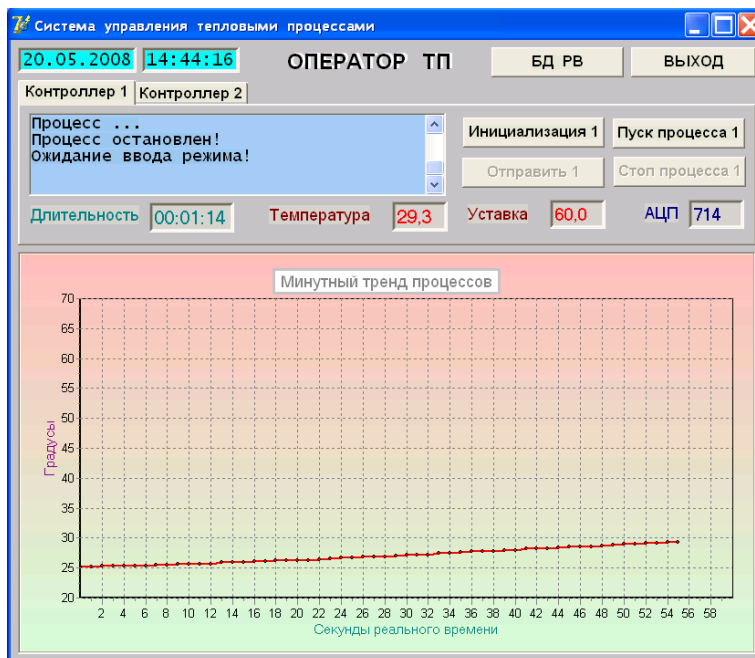 Система управления тепловыми процессами
20.05.2008 14:44:16 ОПЕРАТОР ТП БД РВ ВЫХОД
Контроллер 1 Контроллер 2
Процесс ...
Процесс остановлен!
Ожидание ввода режима!
Инициализация 1 Пуск процесса 1
Отправить 1 Стоп процесса 1
Длительность 00:01:14 Температура 29,3 Уставка 60,0 АЦП 714
Минутный тренд процессов
70
65
60
55
50
45
40
35
30
25
20
Градусы
2 4 6 8 10 12 14 16 18 20 22 24 26 28 30 32 34 36 38 40 42 44 46 48 50 52 54 56 58
Секунды реального времени